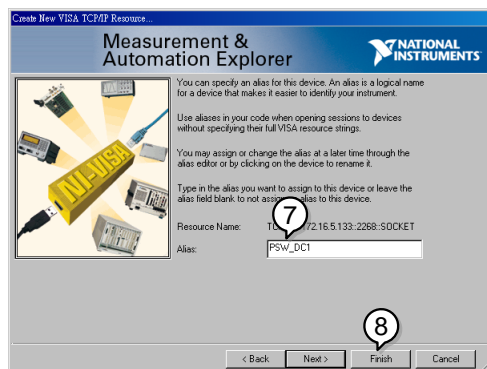 Create New VISA TCP/IP Resource...
Measurement &
Automation Explorer
NATIONAL
INSTRUMENTS
You can specify an alias for this device. An alias is a logical name
for a device that makes it easier to identify your instrument.
Use aliases in your code when opening sessions to devices
without specifying their full VISA resource strings.
You may assign or change the alias at a later time through the
alias editor or by clicking on the device to rename it.
Type in the alias you want to assign to this device or leave the
alias field blank to not assign alias to this device.
7
Resource Name: 172.16.5.133::2268::SOCKET
Alias: PSW_DC1
NI-VISA
8
< Back Next > Finish Cancel